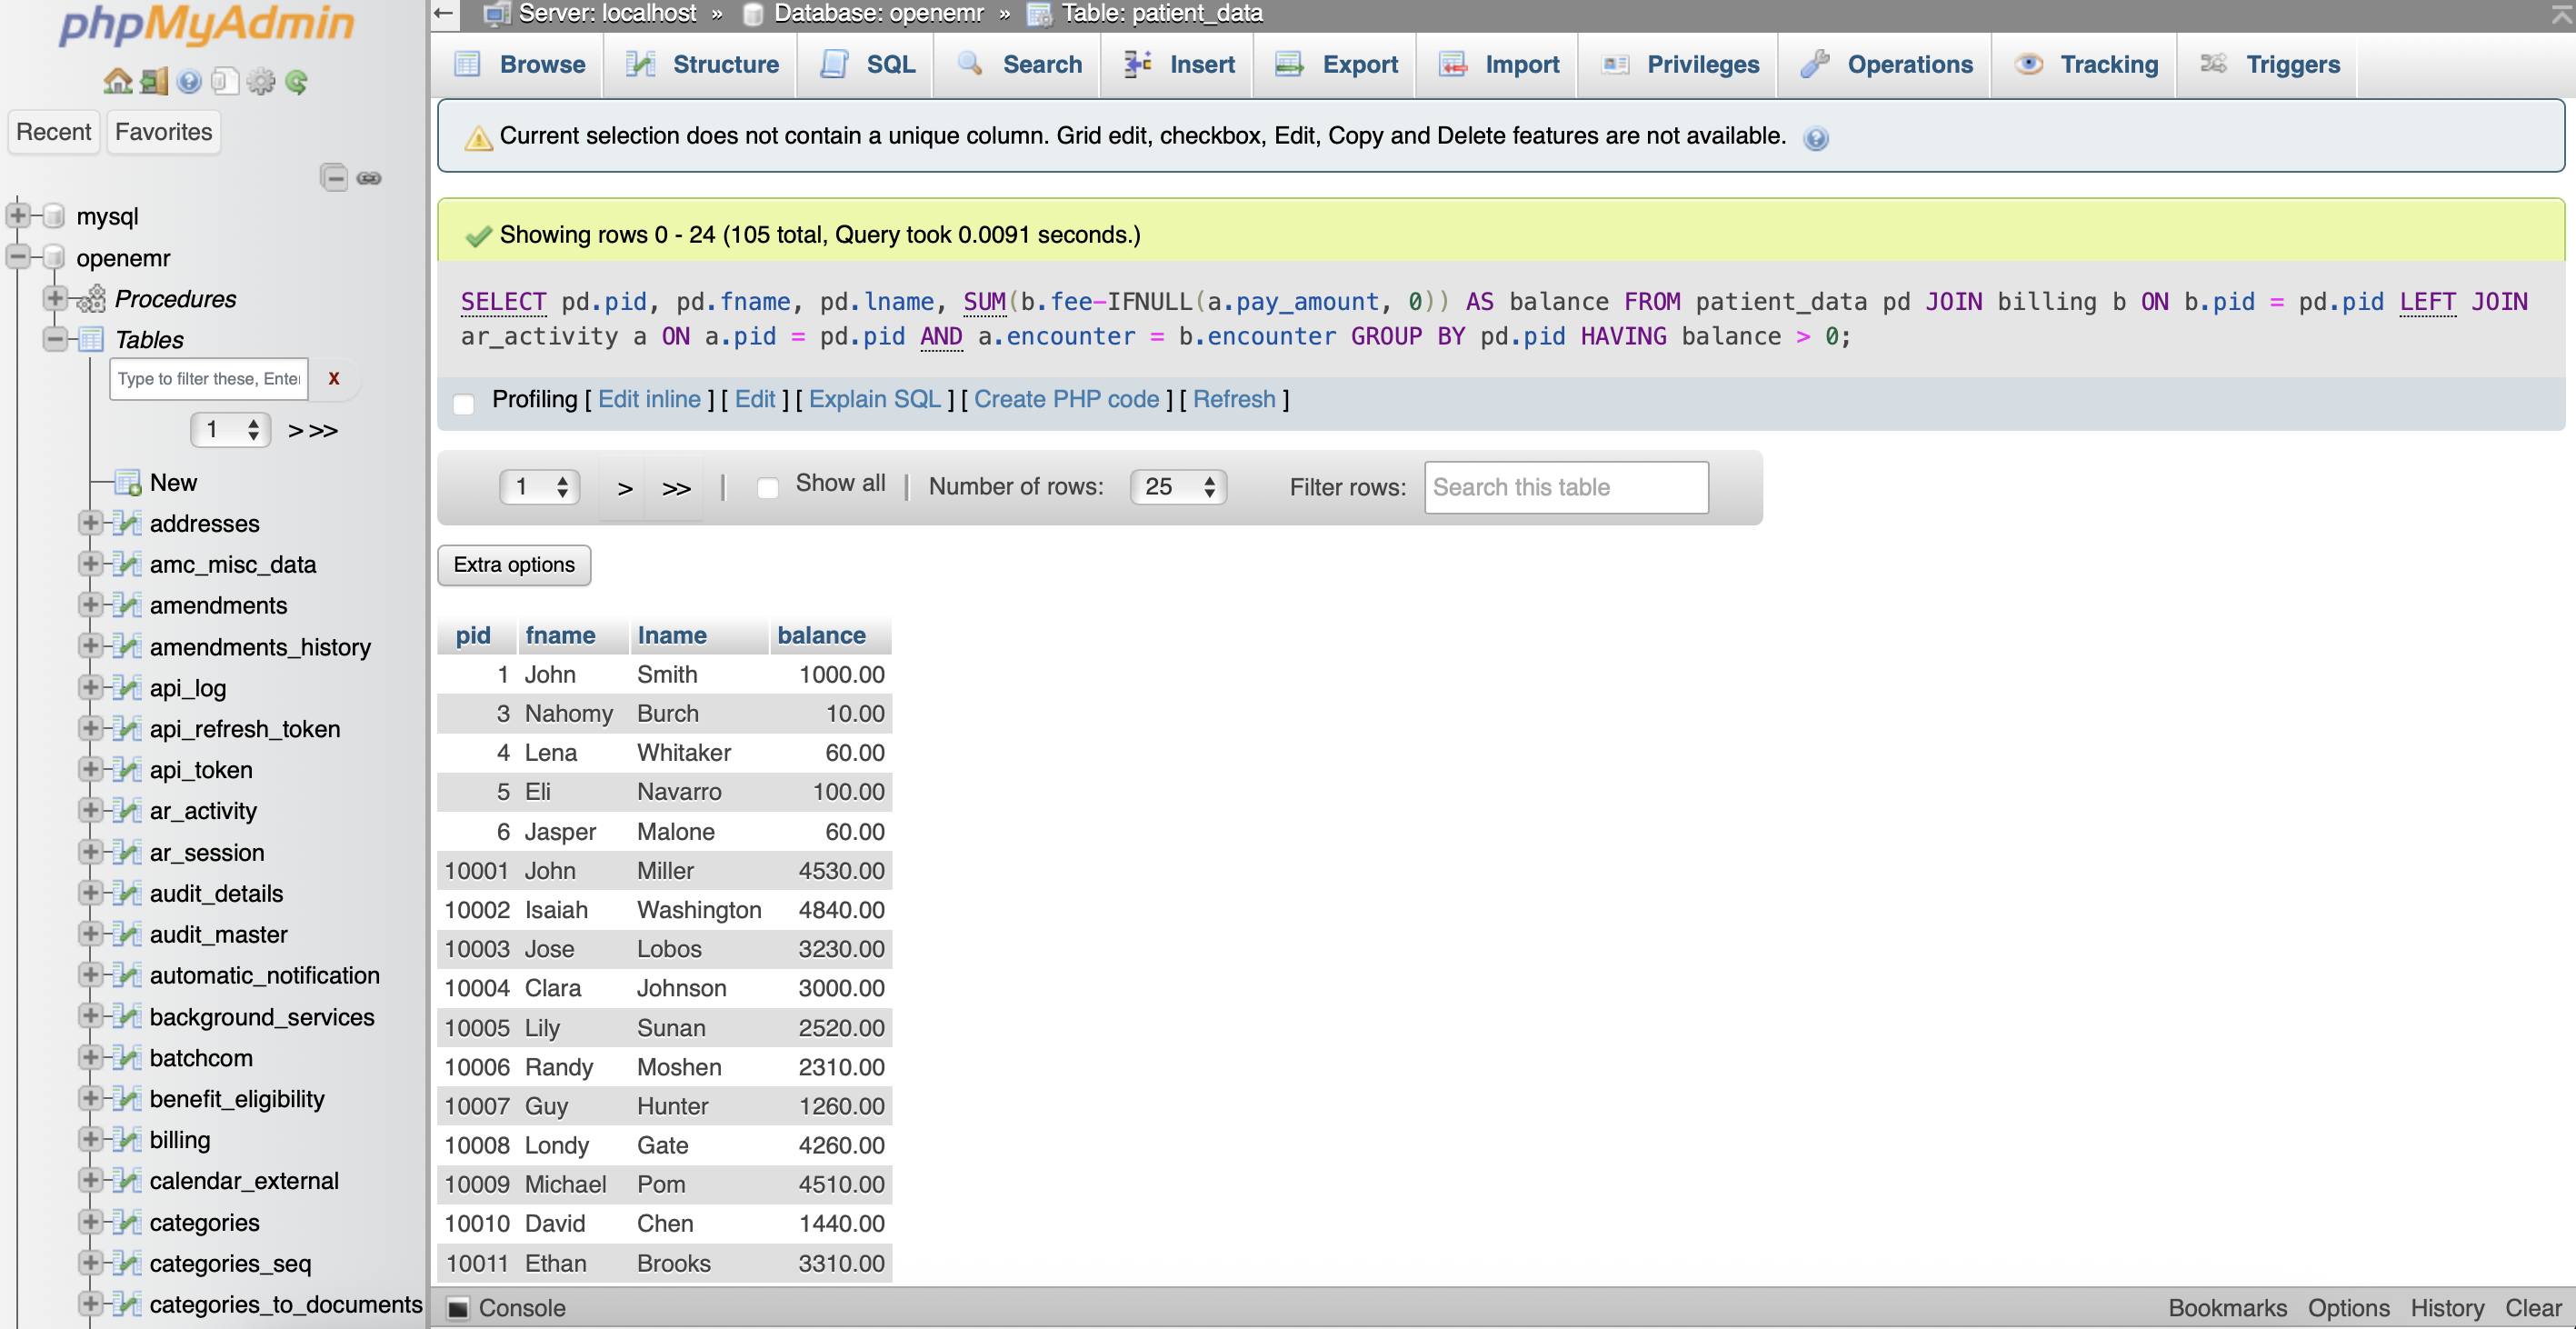 phpMyAdmin
Recent Favorites
mysql
openemr
Procedures
Tables
Type to filter these, Enter X
1 > >>
New
addresses
amc_misc_data
amendments
amendments_history
api_log
api_refresh_token
api_token
ar_activity
ar_session
audit_details
audit_master
automatic_notification
background_services
batchcom
benefit_eligibility
billing
calendar_external
categories
categories_seq
categories_to_documents
← Server: localhost » Database: openemr » Table: patient_data
Browse Structure SQL Search Insert Export Import Privileges Operations Tracking Triggers
Current selection does not contain a unique column. Grid edit, checkbox, Edit, Copy and Delete features are not available.
Showing rows 0 - 24 (105 total, Query took 0.0091 seconds.)
SELECT pd.pid, pd.fname, pd.lname, SUM(b.fee-IFNULL(a.pay_amount, 0)) AS balance FROM patient_data pd JOIN billing b ON b.pid = pd.pid LEFT JOIN
ar_activity a ON a.pid = pd.pid AND a.encounter = b.encounter GROUP BY pd.pid HAVING balance > 0;
Profiling [ Edit inline ] [ Edit ] [ Explain SQL ] [ Create PHP code ] [ Refresh ]
1 > >> | Show all | Number of rows: 25 Filter rows: Search this table
Extra options
pid fname lname balance
1 John Smith 1000.00
3 Nahomy Burch 10.00
4 Lena Whitaker 60.00
5 Eli Navarro 100.00
6 Jasper Malone 60.00
10001 John Miller 4530.00
10002 Isaiah Washington 4840.00
10003 Jose Lobos 3230.00
10004 Clara Johnson 3000.00
10005 Lily Sunan 2520.00
10006 Randy Moshen 2310.00
10007 Guy Hunter 1260.00
10008 Londy Gate 4260.00
10009 Michael Pom 4510.00
10010 David Chen 1440.00
10011 Ethan Brooks 3310.00
Console Bookmarks Options History Clear